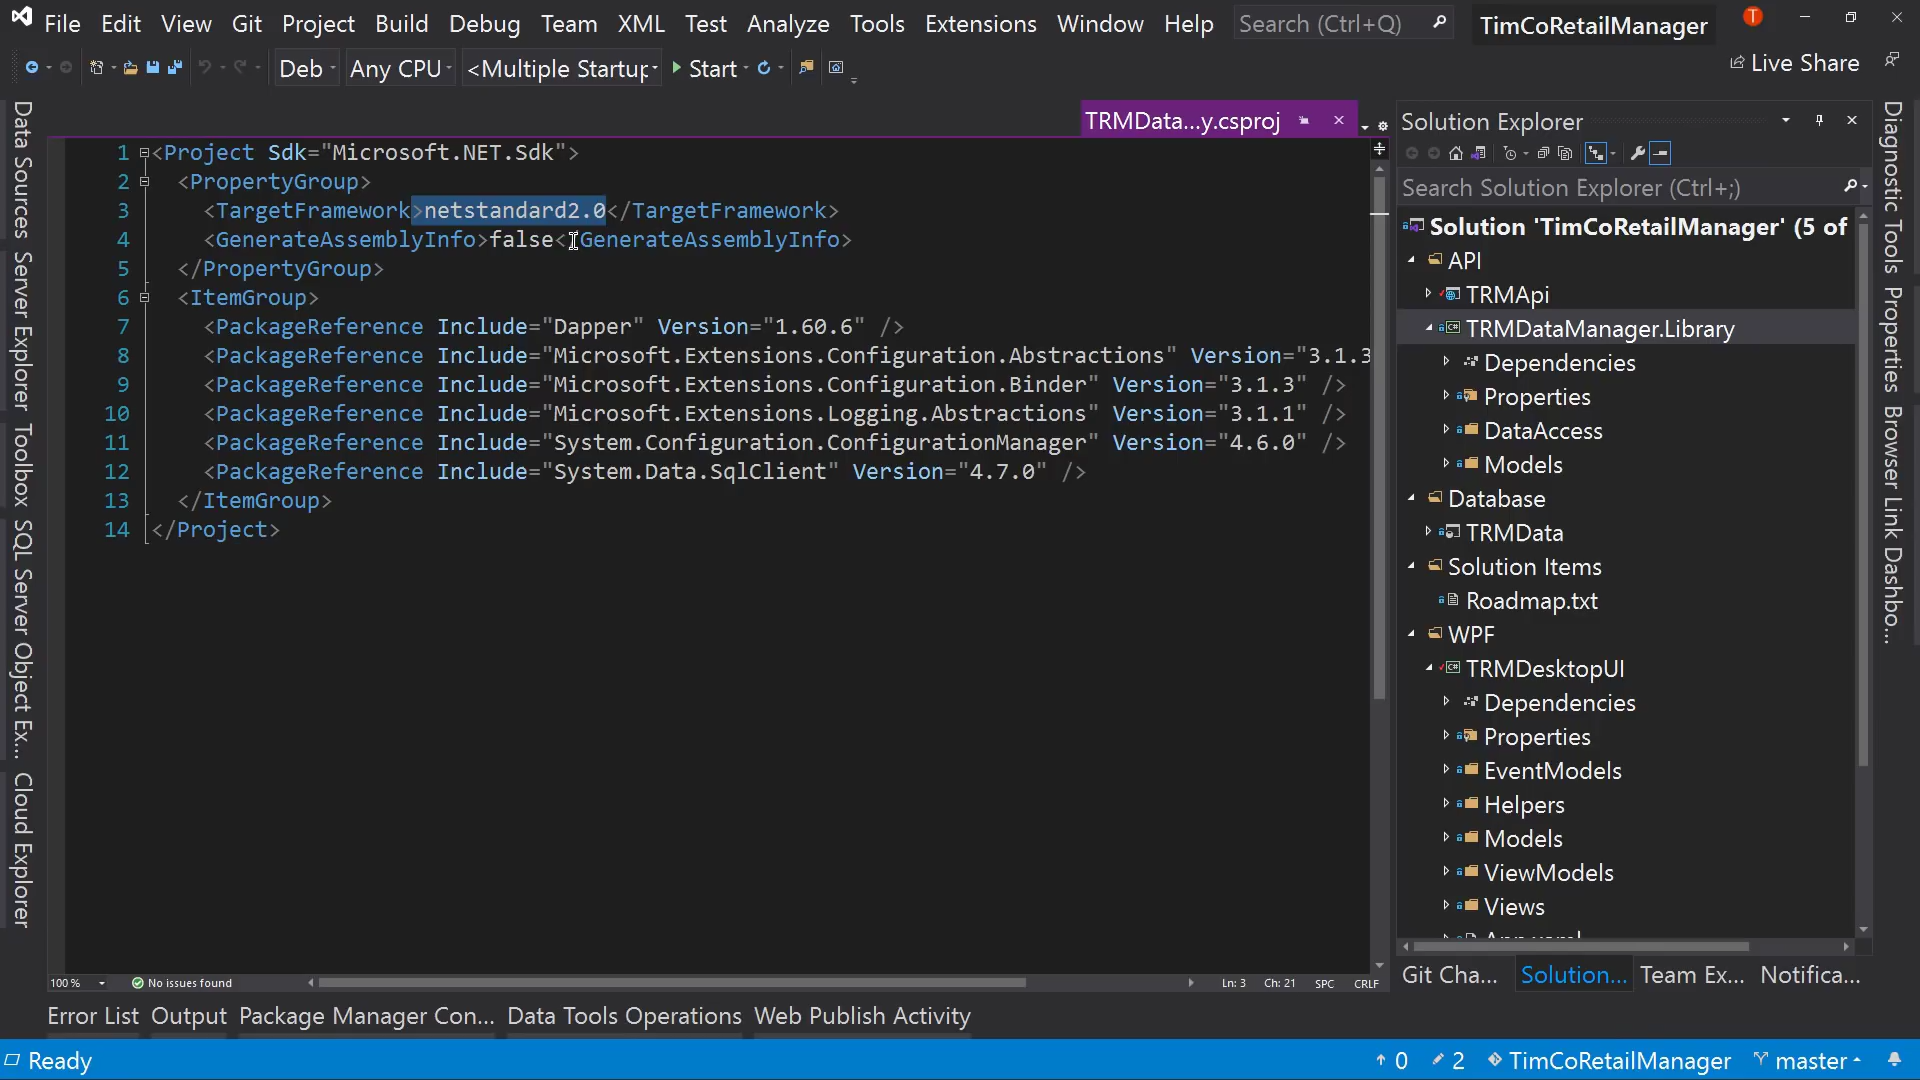 File Edit View Git Project Build Debug Team XML Test Analyze Tools Extensions Window Help Search (Ctrl+Q) TimCoRetailManager T
Deb Any CPU <Multiple Startup Start Live Share
TRMData...y.csproj
1 <Project Sdk="Microsoft.NET.Sdk">
2 <PropertyGroup>
3 <TargetFramework>netstandard2.0</TargetFramework>
4 <GenerateAssemblyInfo>false</GenerateAssemblyInfo>
5 </PropertyGroup>
6 <ItemGroup>
7 <PackageReference Include="Dapper" Version="1.60.6" />
8 <PackageReference Include="Microsoft.Extensions.Configuration.Abstractions" Version="3.1.3
9 <PackageReference Include="Microsoft.Extensions.Configuration.Binder" Version="3.1.3" />
10 <PackageReference Include="Microsoft.Extensions.Logging.Abstractions" Version="3.1.1" />
11 <PackageReference Include="System.Configuration.ConfigurationManager" Version="4.6.0" />
12 <PackageReference Include="System.Data.SqlClient" Version="4.7.0" />
13 </ItemGroup>
14 </Project>
100 % No issues found Ln: 3 Ch: 21 SPC CRLF
Data Sources
Server Explorer
Toolbox
SQL Server Object Ex...
Cloud Explorer
Solution Explorer
Search Solution Explorer (Ctrl+;)
Solution 'TimCoRetailManager' (5 of
API
TRMApi
TRMDataManager.Library
Dependencies
Properties
DataAccess
Models
Database
TRMData
Solution Items
Roadmap.txt
WPF
TRMDesktopUI
Dependencies
Properties
EventModels
Helpers
Models
ViewModels
Views
Git Cha... Solution... Team Ex... Notifica...
Diagnostic Tools
Properties
Browser Link Dashbo...
Error List Output Package Manager Con... Data Tools Operations Web Publish Activity
Ready 0 2 TimCoRetailManager master